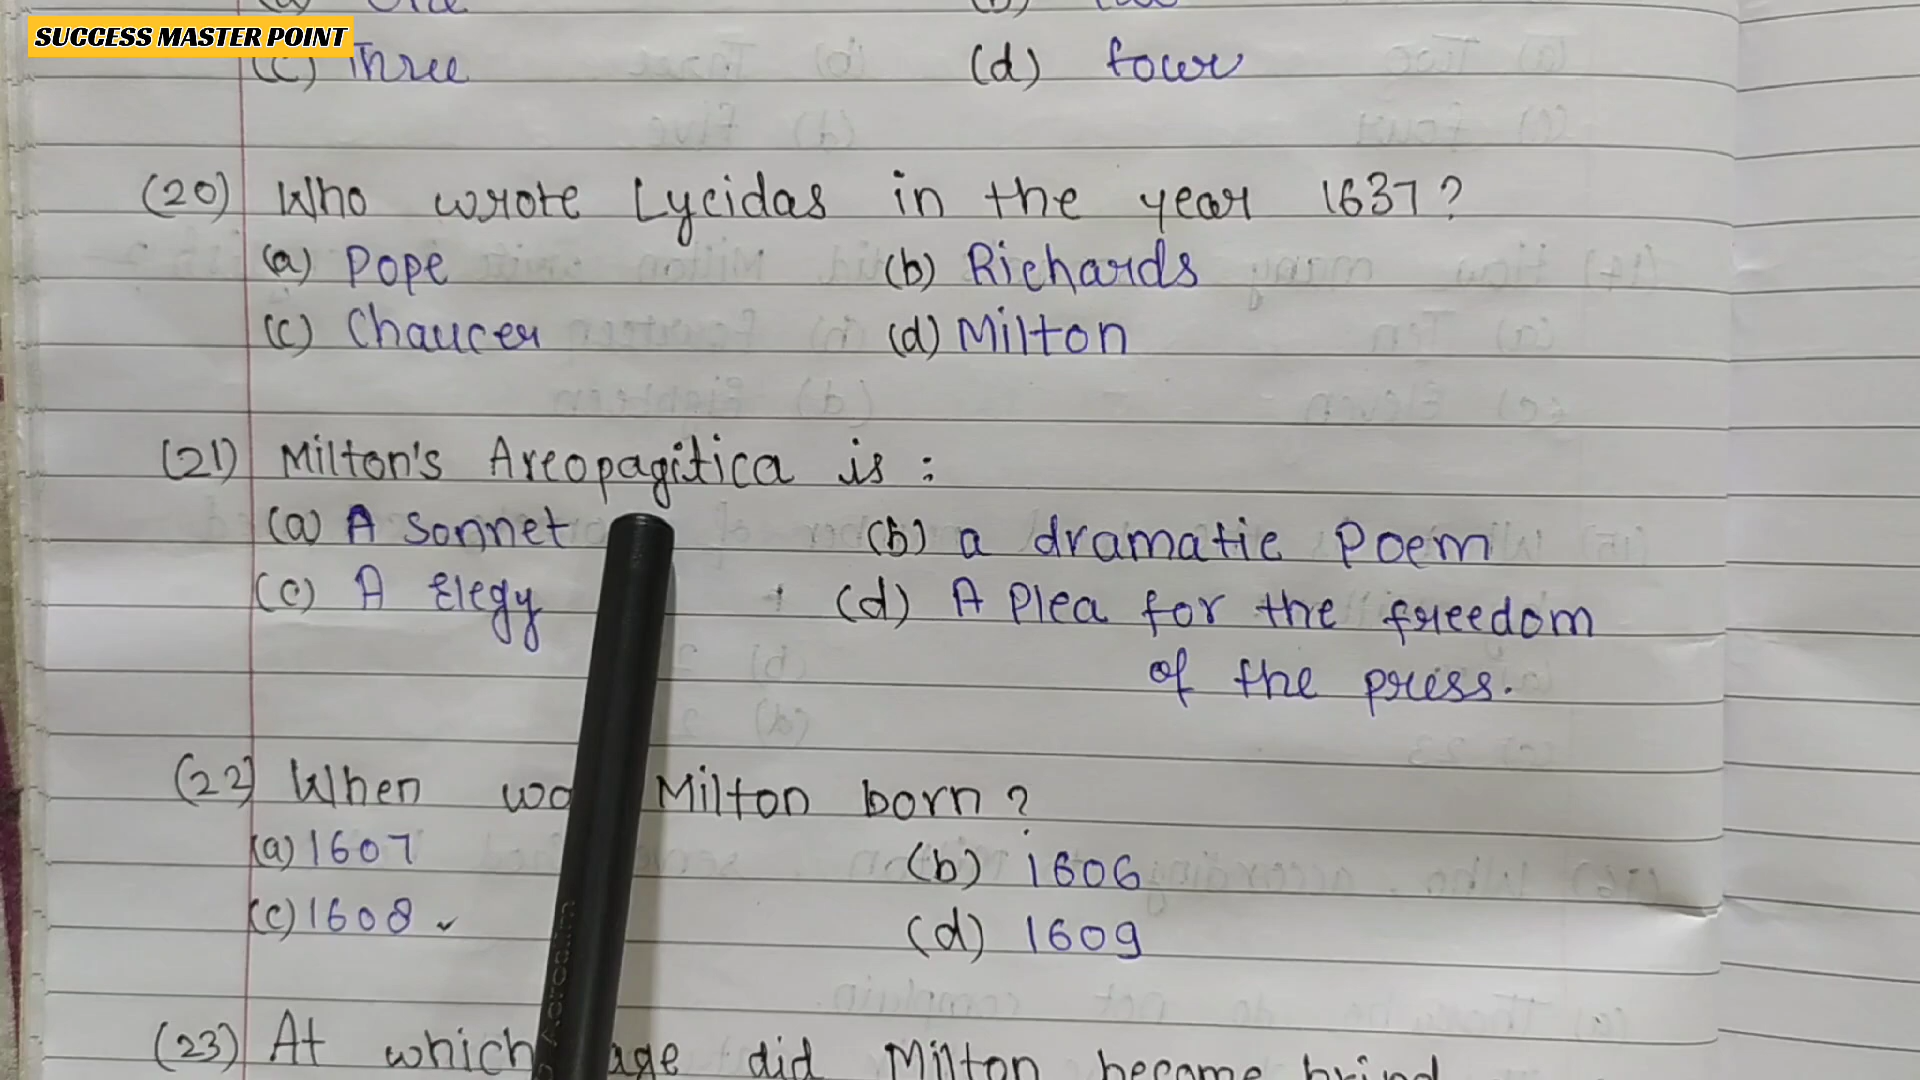 SUCCESS MASTER POINT
(c) Three (d) four
(20) Who wrote Lycidas in the year 1637?
(a) Pope (b) Richards
(c) Chaucer (d) Milton
(21) Milton's Areopagitica is :
(a) A sonnet (b) a dramatic Poem
(c) A Elegy (d) A Plea for the freedom
of the press.
(22) When Milton born ?
(a) 1607 (b) 1606
(c) 1608 ✓ (d) 1609
(23) At which age did Milton become